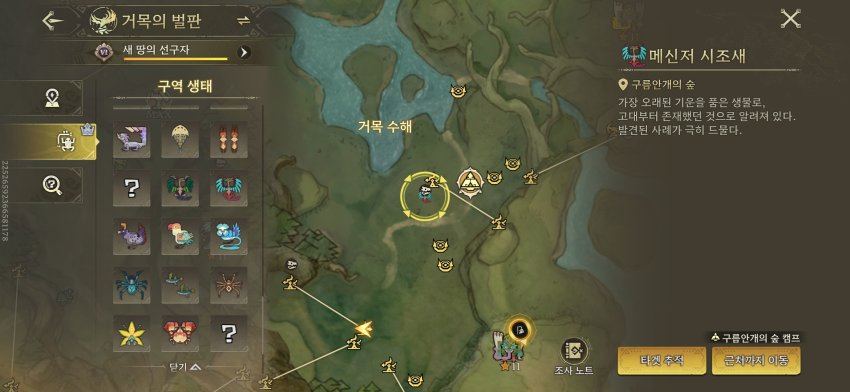 거목의 벌판
VI
새 땅의 선구자
구역 생태
?
?
닫기
22526592366581178
거목 수해
11
조사 노트
메신저 시조새
구름안개의 숲
가장 오래된 기운을 품은 생물로,
고대부터 존재했던 것으로 알려져 있다.
발견된 사례가 극히 드물다.
구름안개의 숲 캠프
타겟 추적
근처까지 이동